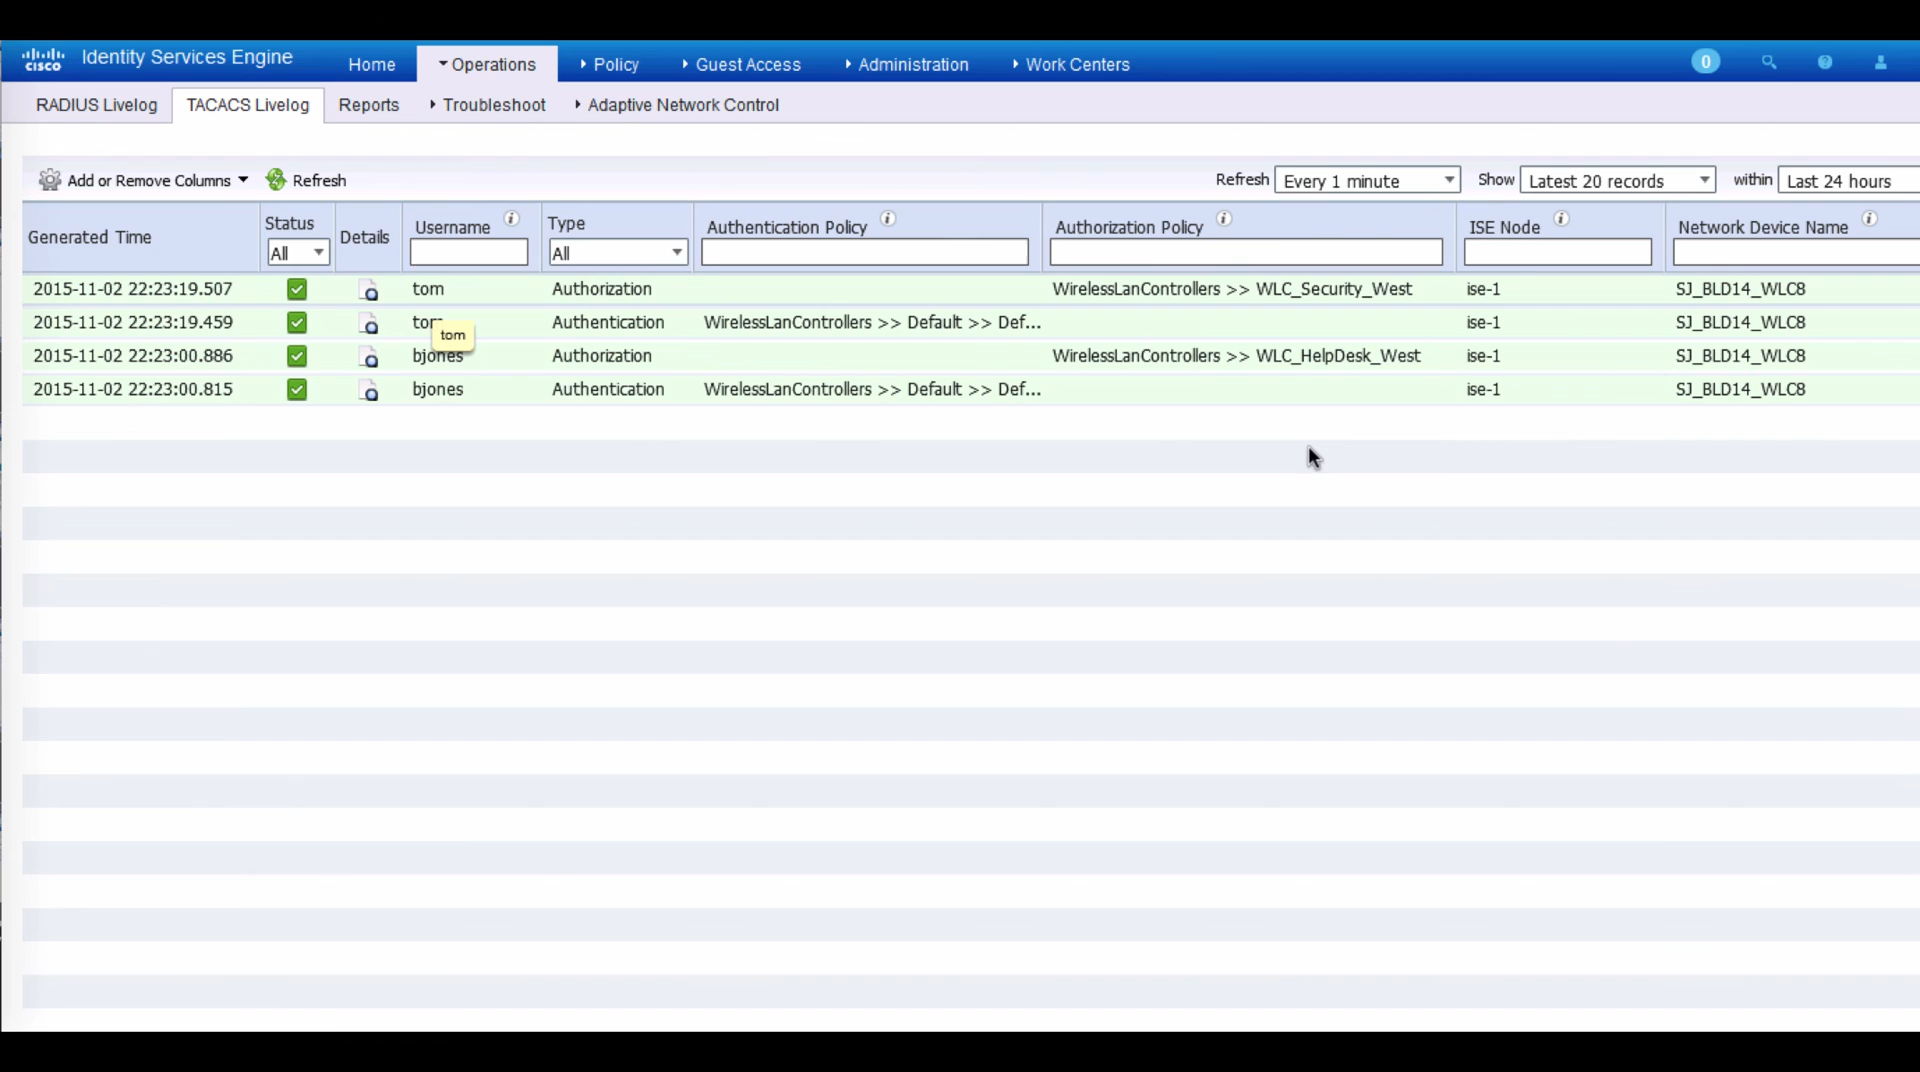 cisco Identity Services Engine Home Operations Policy Guest Access Administration Work Centers 0
RADIUS Livelog TACACS Livelog Reports Troubleshoot Adaptive Network Control
Add or Remove Columns Refresh Refresh Every 1 minute Show Latest 20 records within Last 24 hours
Generated Time Status All Details Username Type All Authentication Policy Authorization Policy ISE Node Network Device Name
2015-11-02 22:23:19.507 tom Authorization WirelessLanControllers >> WLC_Security_West ise-1 SJ_BLD14_WLC8
2015-11-02 22:23:19.459 tom Authentication WirelessLanControllers >> Default >> Def... ise-1 SJ_BLD14_WLC8
tom
2015-11-02 22:23:00.886 bjones Authorization WirelessLanControllers >> WLC_HelpDesk_West ise-1 SJ_BLD14_WLC8
2015-11-02 22:23:00.815 bjones Authentication WirelessLanControllers >> Default >> Def... ise-1 SJ_BLD14_WLC8